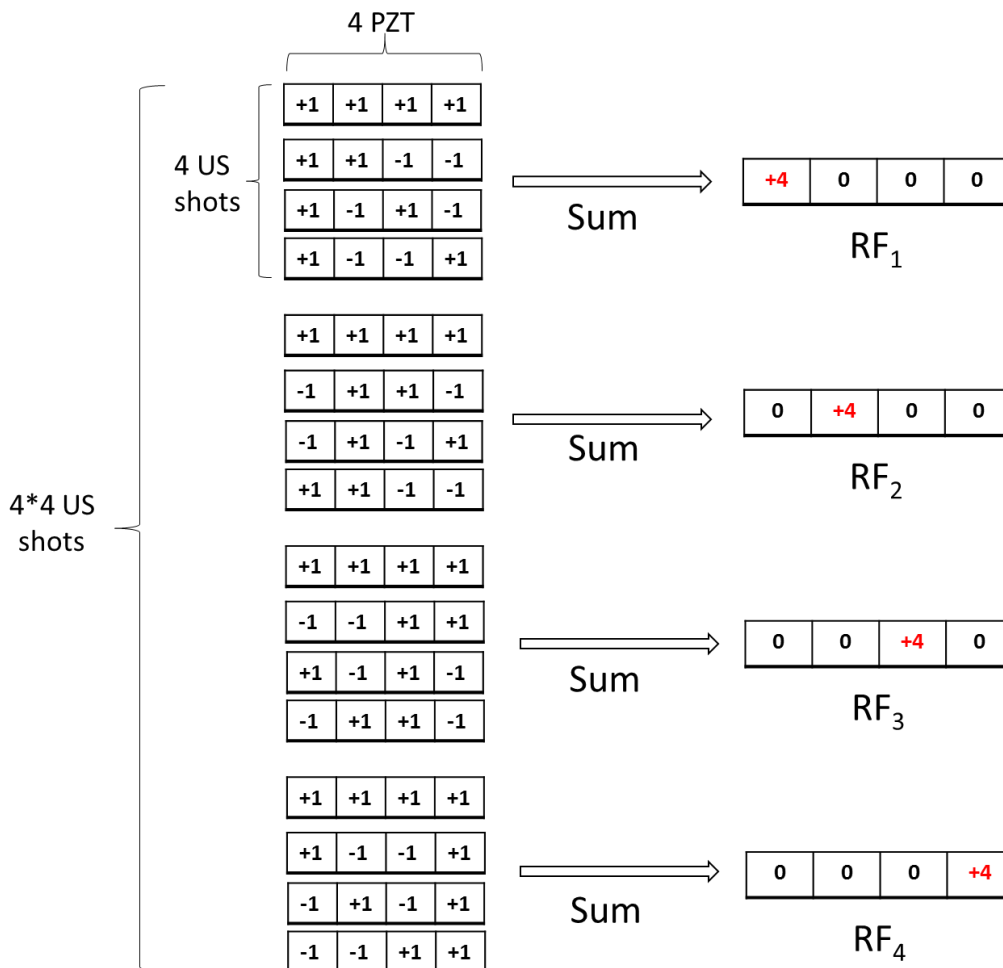 4 PZT
+1 +1 +1 +1
4 US
shots
+1 +1 -1 -1
+1 -1 +1 -1
+1 -1 -1 +1
Sum
+4 0 0 0
RF1
+1 +1 +1 +1
-1 +1 +1 -1
-1 +1 -1 +1
+1 +1 -1 -1
Sum
0 +4 0 0
RF2
4*4 US
shots
+1 +1 +1 +1
-1 -1 +1 +1
+1 -1 +1 -1
-1 +1 +1 -1
Sum
0 0 +4 0
RF3
+1 +1 +1 +1
+1 -1 -1 +1
-1 +1 -1 +1
-1 -1 +1 +1
Sum
0 0 0 +4
RF4